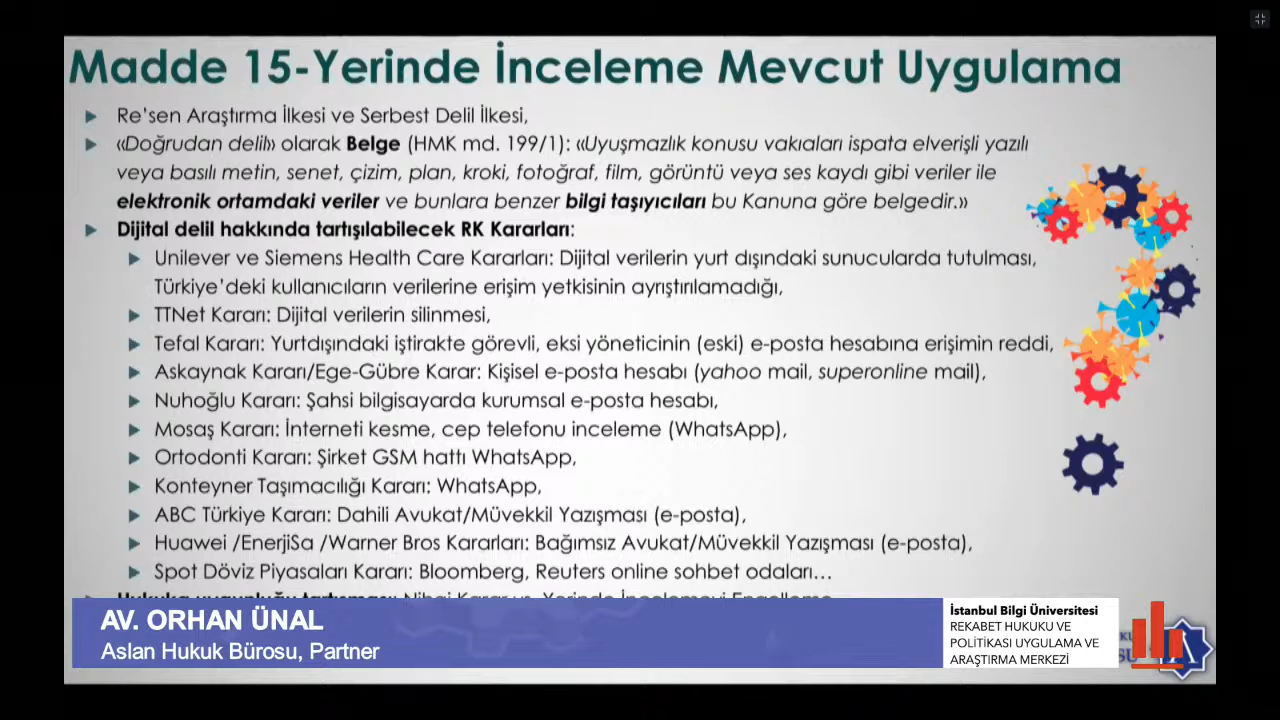 Madde 15-Yerinde İnceleme Mevcut Uygulama
Re'sen Araştırma İlkesi ve Serbest Delil İlkesi,
«Doğrudan delil» olarak Belge (HMK md. 199/1): «Uyuşmazlık konusu vakıaları ispata elverişli yazılı
veya basılı metin, senet, çizim, plan, kroki, fotoğraf, film, görüntü veya ses kaydı gibi veriler ile
elektronik ortamdaki veriler ve bunlara benzer bilgi taşıyıcıları bu Kanuna göre belgedir.»
Dijital delil hakkında tartışılabilecek RK Kararları:
Unilever ve Siemens Health Care Kararları: Dijital verilerin yurt dışındaki sunucularda tutulması,
Türkiye'deki kullanıcıların verilerine erişim yetkisinin ayrıştırılamadığı,
TTNet Kararı: Dijital verilerin silinmesi,
Tefal Kararı: Yurtdışındaki iştirakte görevli, eksi yöneticinin (eski) e-posta hesabına erişimin reddi,
Askaynak Kararı/Ege-Gübre Karar: Kişisel e-posta hesabı (yahoo mail, superonline mail),
Nuhoğlu Kararı: Şahsi bilgisayarda kurumsal e-posta hesabı,
Mosaş Kararı: İnterneti kesme, cep telefonu inceleme (WhatsApp),
Ortodonti Kararı: Şirket GSM hattı WhatsApp,
Konteyner Taşımacılığı Kararı: WhatsApp,
ABC Türkiye Kararı: Dahili Avukat/Müvekkil Yazışması (e-posta),
Huawei /EnerjiSa /Warner Bros Kararları: Bağımsız Avukat/Müvekkil Yazışması (e-posta),
Spot Döviz Piyasaları Kararı: Bloomberg, Reuters online sohbet odaları…
Hukuka uygunluğu tartışması: Nihai Karar vs. Yerinde İncelemeyi Engelleme
AV. ORHAN ÜNAL
Aslan Hukuk Bürosu, Partner
İstanbul Bilgi Üniversitesi
REKABET HUKUKU VE
POLİTİKASI UYGULAMA VE
ARAŞTIRMA MERKEZİ